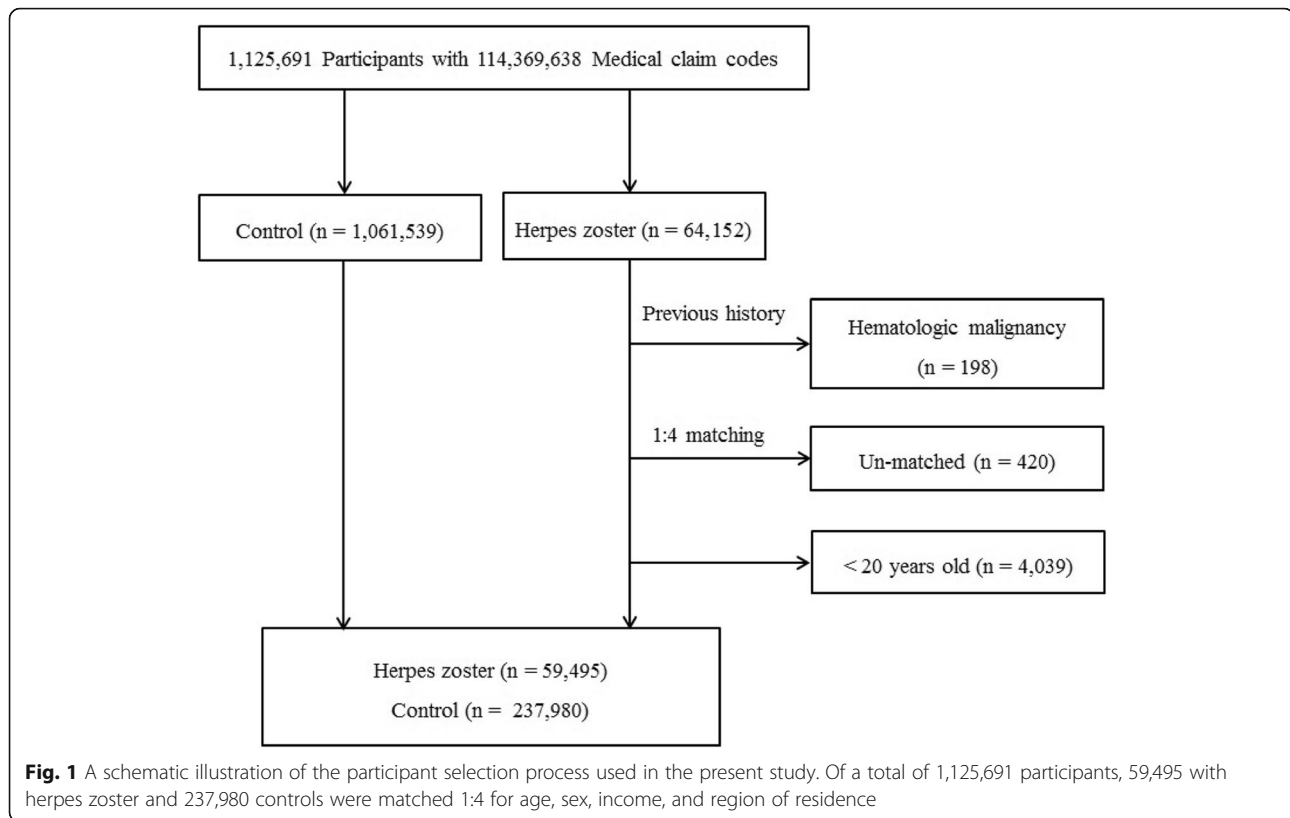 1,125,691 Participants with 114,369,638 Medical claim codes
Control (n = 1,061,539)
Herpes zoster (n = 64,152)
Previous history
Hematologic malignancy
(n = 198)
1:4 matching
Un-matched (n = 420)
< 20 years old (n = 4,039)
Herpes zoster (n = 59,495)
Control (n = 237,980)
Fig. 1 A schematic illustration of the participant selection process used in the present study. Of a total of 1,125,691 participants, 59,495 with
herpes zoster and 237,980 controls were matched 1:4 for age, sex, income, and region of residence